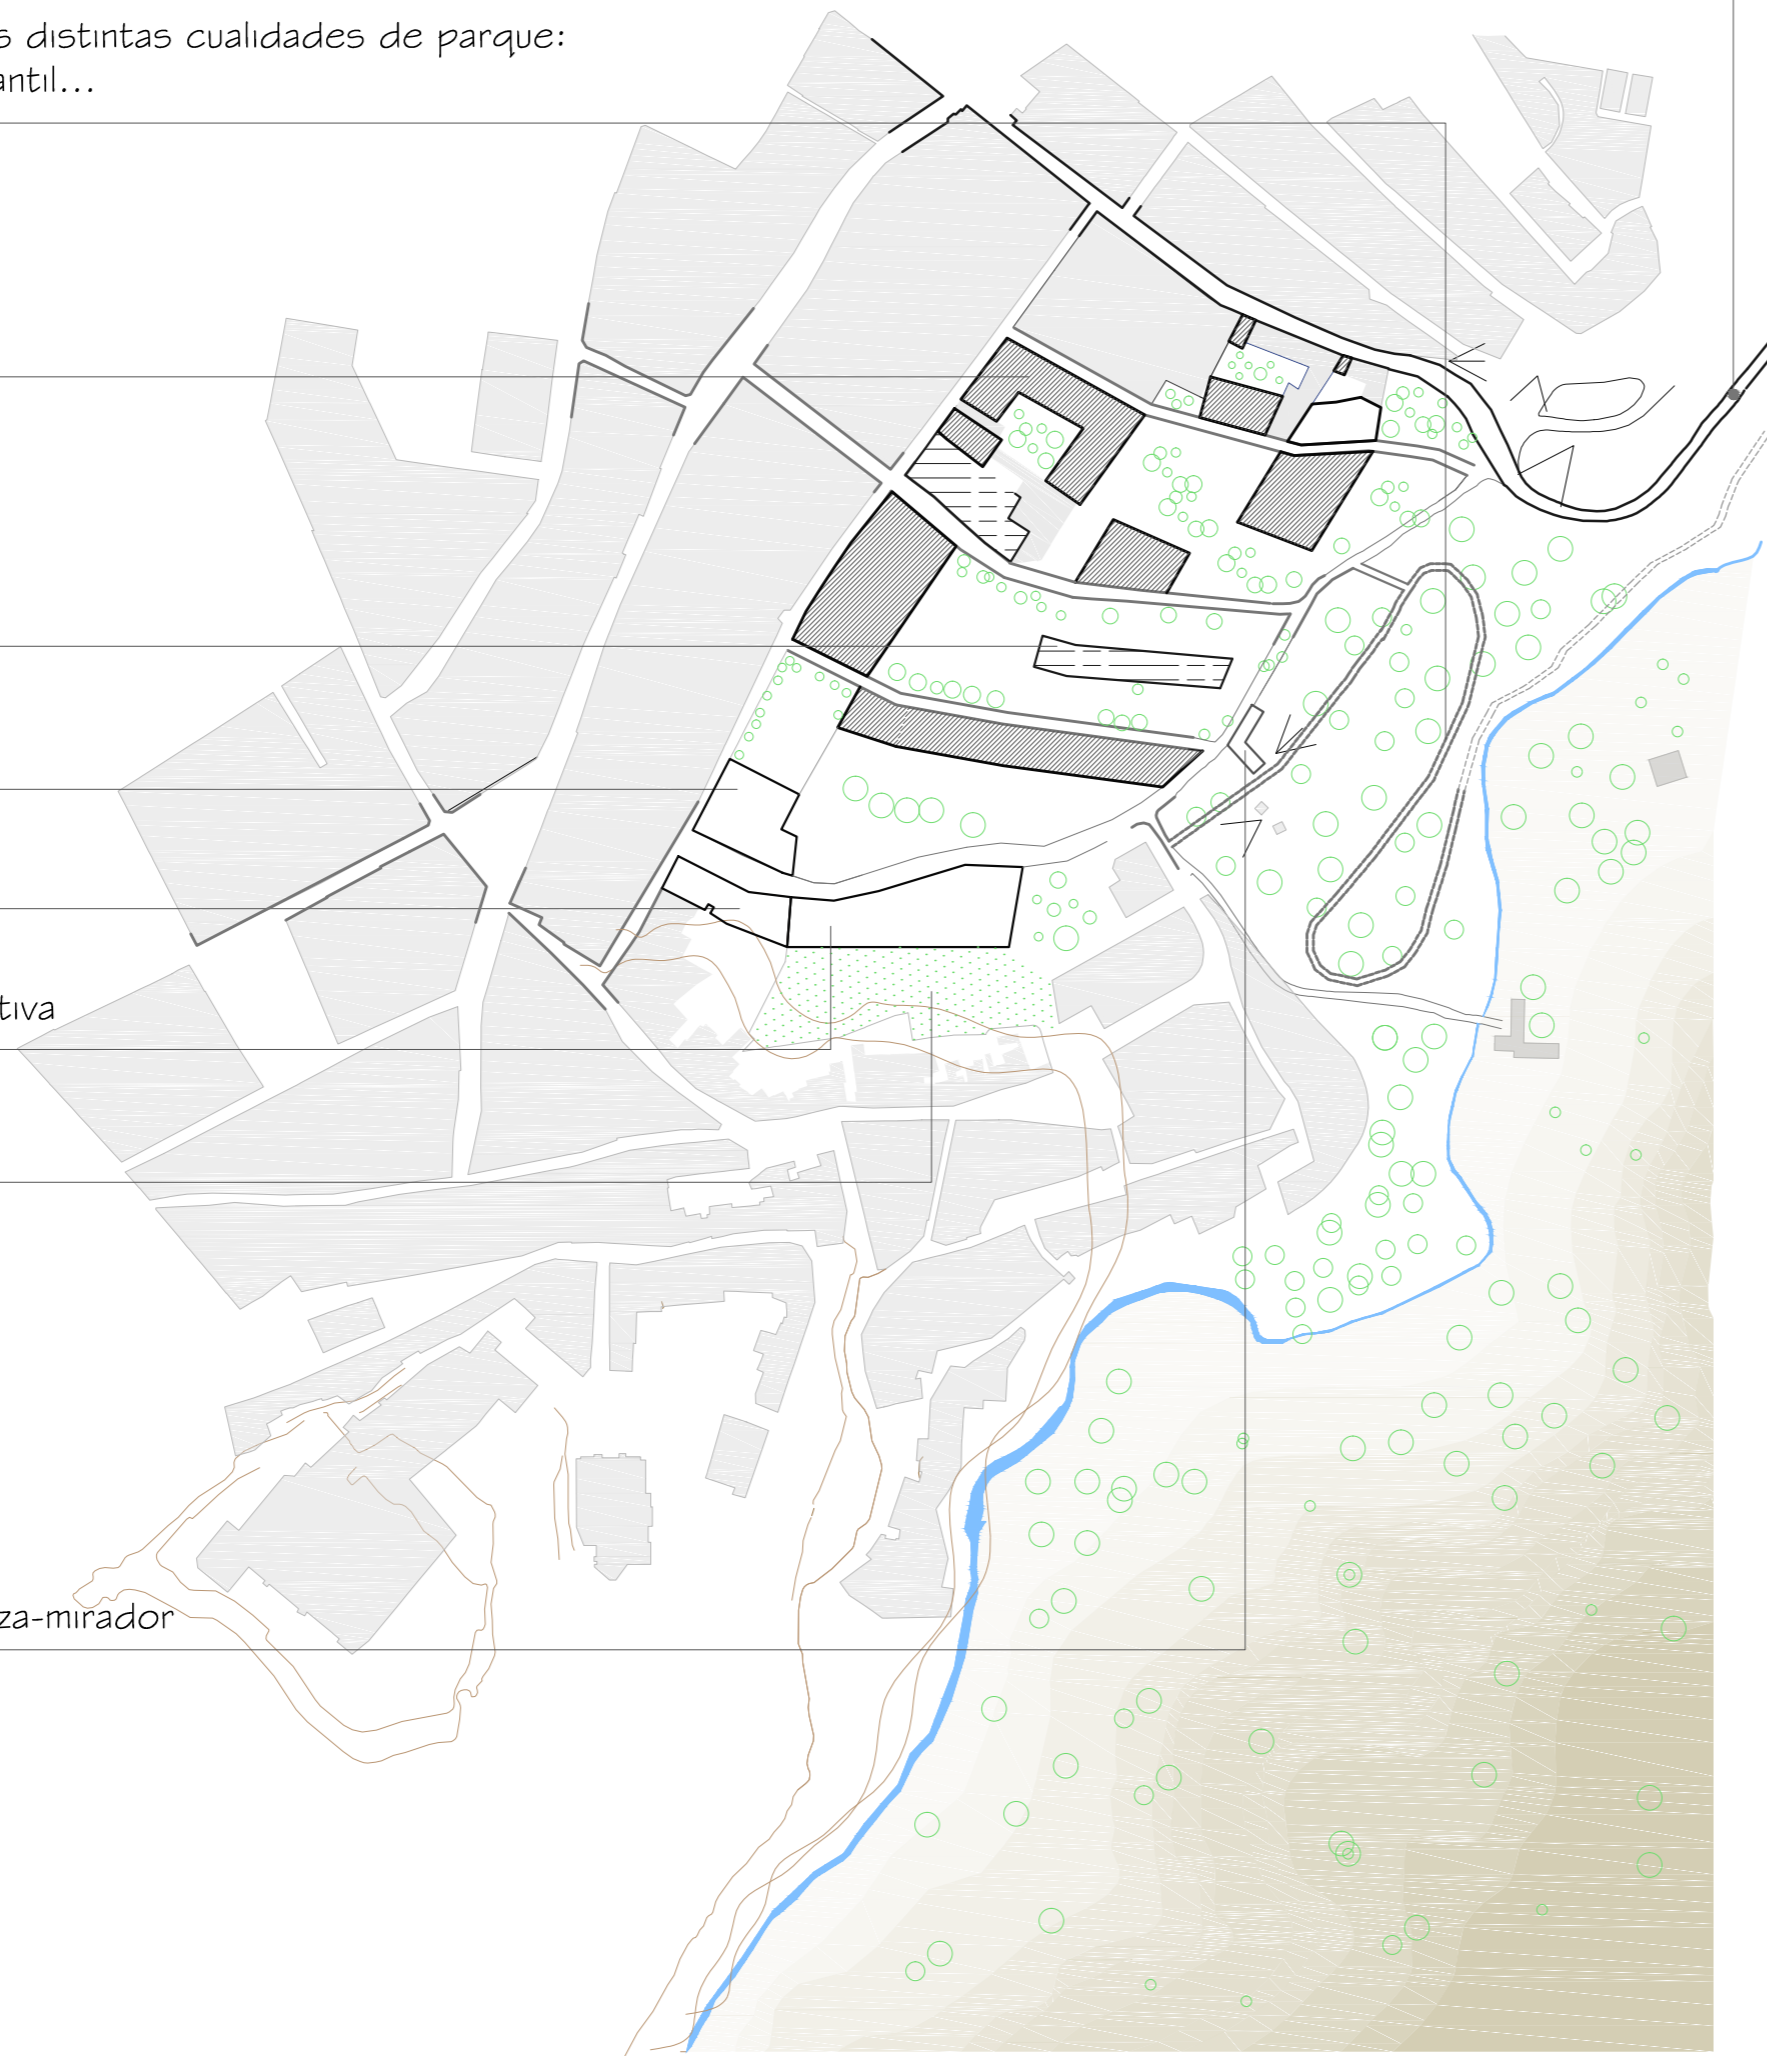 s distintas cualidades de parque:
antil...
tiva
za-mirador